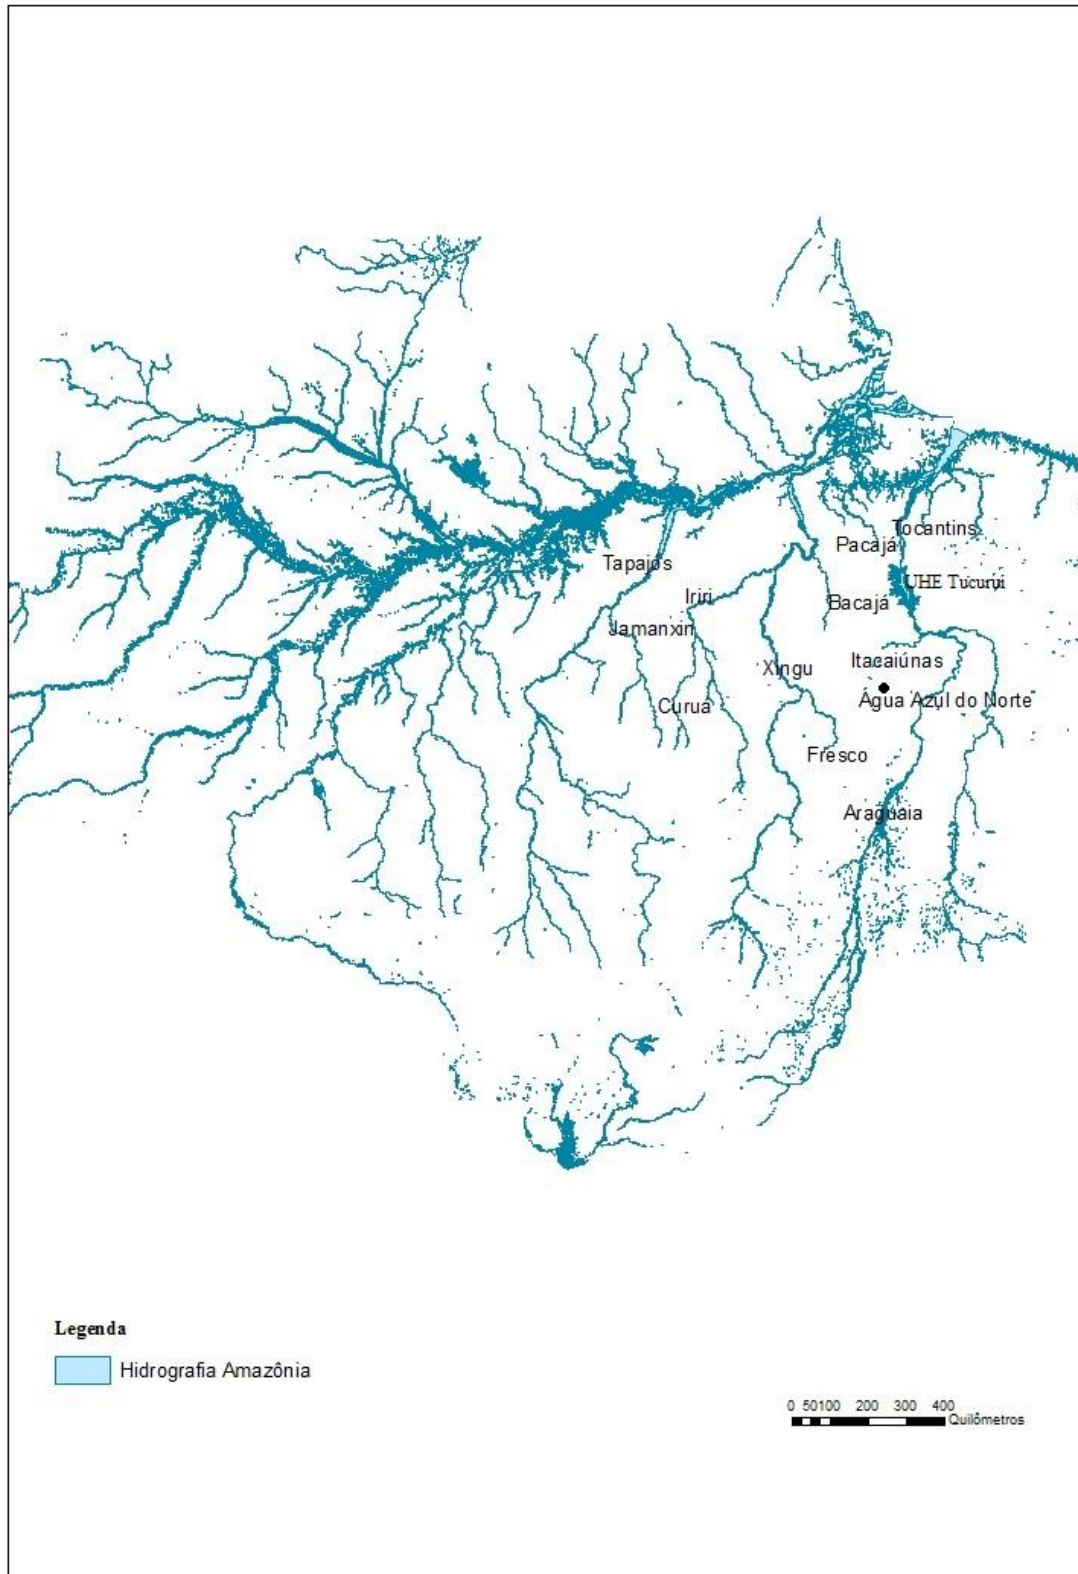 Tocantins
Pacajá
Tapajós
UHE Tucuruí
Iriri
Bacajá
Jamanxin
Itacaiúnas
Xingu
Água Azul do Norte
Curuá
Fresco
Araguaia
Legenda
Hidrografia Amazônia
0 50100 200 300 400
Quilômetros